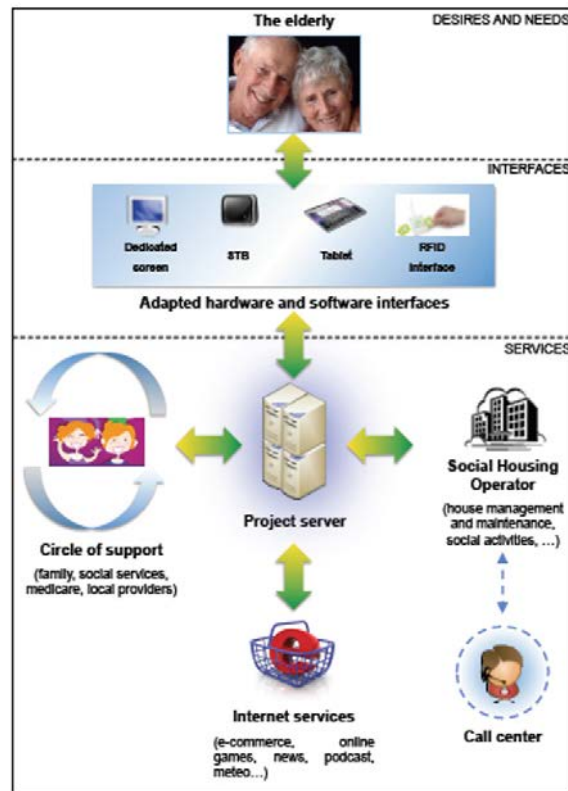 The elderly
DESIRES AND NEEDS
INTERFACES
Dedicated
screen
STB
Tablet
RFID
Interface
Adapted hardware and software interfaces
SERVICES
Project server
Circle of support
(family, social services,
medicare, local providers)
Social Housing
Operator
(house management
and maintenance,
social activities, ...)
Internet services
(e-commerce, online
games, news, podcast,
meteo...)
Call center